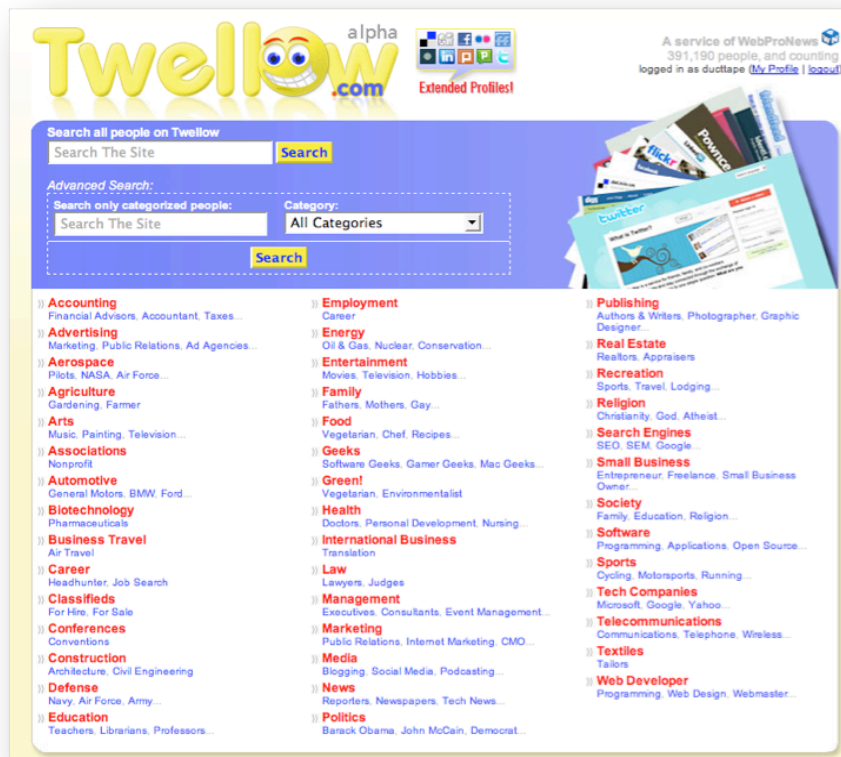 Twellow
alpha
.com
Extended Profiles!
A service of WebProNews
391,190 people, and counting
logged in as ducttape (My Profile | logout)
Search all people on Twellow
Search The Site
Search
Advanced Search:
Search only categorized people:
Category:
Search The Site
All Categories
Search
flickr
Pownce
twitter
What is Twitter?
Accounting
Financial Advisors, Accountant, Taxes...
Advertising
Marketing, Public Relations, Ad Agencies...
Aerospace
Pilots, NASA, Air Force...
Agriculture
Gardening, Farmer
Arts
Music, Painting, Television...
Associations
Nonprofit
Automotive
General Motors, BMW, Ford...
Biotechnology
Pharmaceuticals
Business Travel
Air Travel
Career
Headhunter, Job Search
Classifieds
For Hire, For Sale
Conferences
Conventions
Construction
Architecture, Civil Engineering
Defense
Navy, Air Force, Army...
Education
Teachers, Librarians, Professors...
Employment
Career
Energy
Oil & Gas, Nuclear, Conservation...
Entertainment
Movies, Television, Hobbies...
Family
Fathers, Mothers, Gay...
Food
Vegetarian, Chef, Recipes...
Geeks
Software Geeks, Gamer Geeks, Mac Geeks...
Green!
Vegetarian, Environmentalist
Health
Doctors, Personal Development, Nursing...
International Business
Translation
Law
Lawyers, Judges
Management
Executives, Consultants, Event Management...
Marketing
Public Relations, Internet Marketing, CMO...
Media
Blogging, Social Media, Podcasting...
News
Reporters, Newspapers, Tech News...
Politics
Barack Obama, John McCain, Democrat...
Publishing
Authors & Writers, Photographer, Graphic
Designer...
Real Estate
Realtors, Appraisers
Recreation
Sports, Travel, Lodging...
Religion
Christianity, God, Atheist...
Search Engines
SEO, SEM, Google...
Small Business
Entrepreneur, Freelance, Small Business
Owner...
Society
Family, Education, Religion...
Software
Programming, Applications, Open Source...
Sports
Cycling, Motorsports, Running...
Tech Companies
Microsoft, Google, Yahoo...
Telecommunications
Communications, Telephone, Wireless...
Textiles
Tailors
Web Developer
Programming, Web Design, Webmaster...